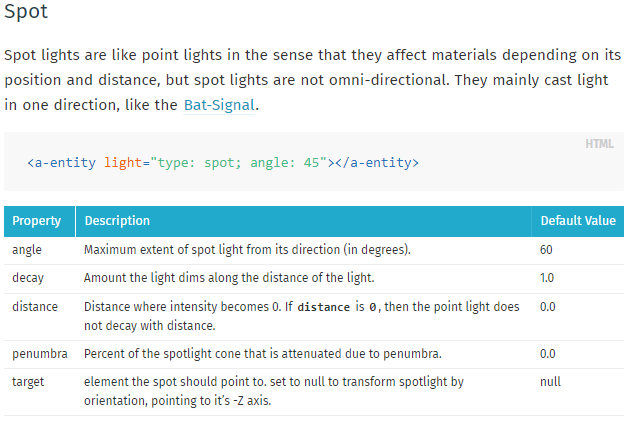 Spot
Spot lights are like point lights in the sense that they affect materials depending on its
position and distance, but spot lights are not omni-directional. They mainly cast light
in one direction, like the Bat-Signal.
HTML
<a-entity light="type: spot; angle: 45"></a-entity>
Property Description Default Value
angle Maximum extent of spot light from its direction (in degrees). 60
decay Amount the light dims along the distance of the light. 1.0
distance Distance where intensity becomes 0. If distance is 0, then the point light does 0.0
not decay with distance.
penumbra Percent of the spotlight cone that is attenuated due to penumbra. 0.0
target element the spot should point to. set to null to transform spotlight by null
orientation, pointing to it's -Z axis.